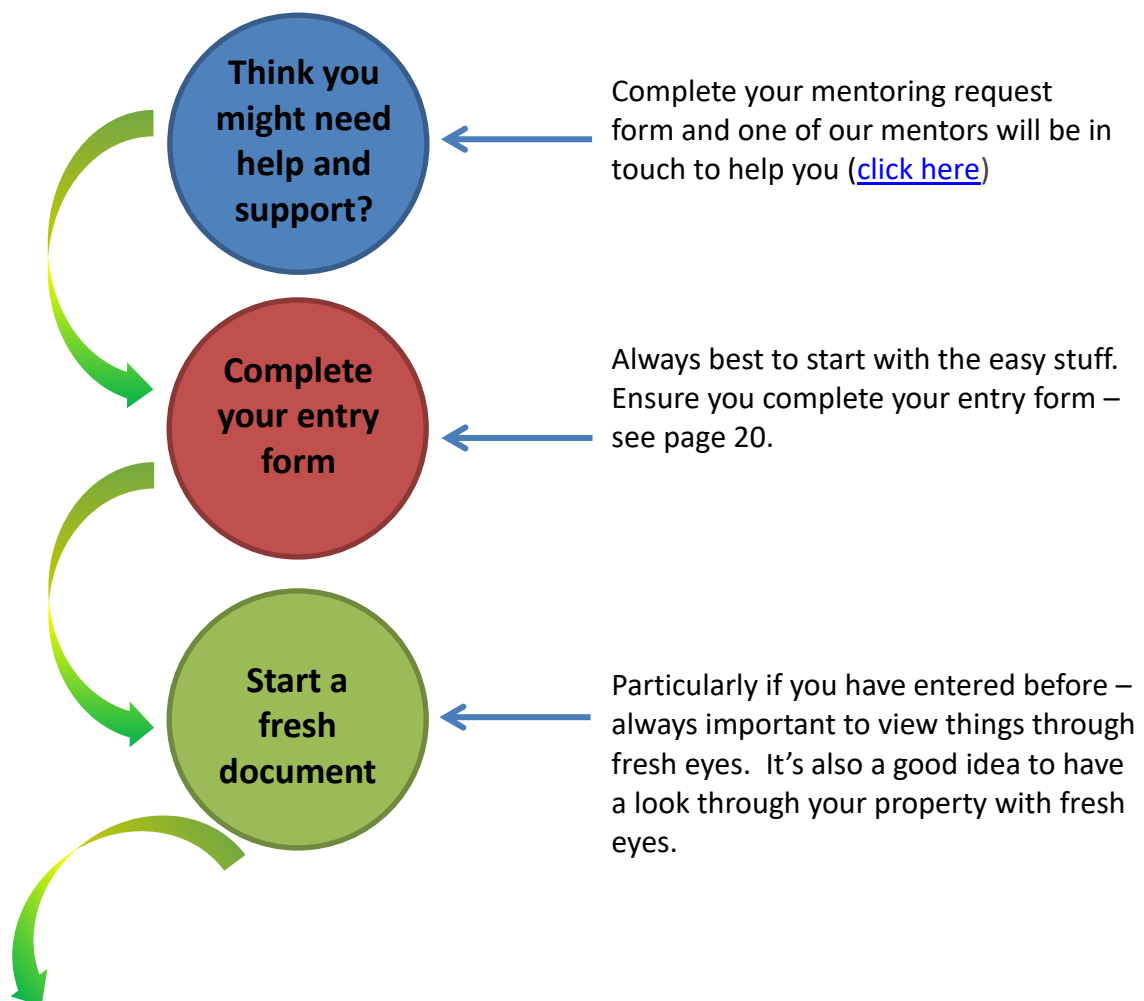 Think you
might need
help and
support?
Complete your mentoring request
form and one of our mentors will be in
touch to help you (click here)
Complete
your entry
form
Always best to start with the easy stuff.
Ensure you complete your entry form –
see page 20.
Start a
fresh
document
Particularly if you have entered before –
always important to view things through
fresh eyes.  It’s also a good idea to have
a look through your property with fresh
eyes.